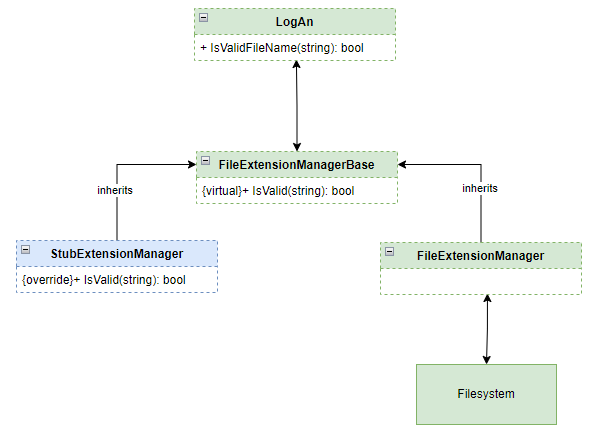 LogAn
+ IsValidFileName(string): bool
FileExtensionManagerBase
{virtual}+ IsValid(string): bool
inherits
inherits
StubExtensionManager
{override}+ IsValid(string): bool
FileExtensionManager
Filesystem